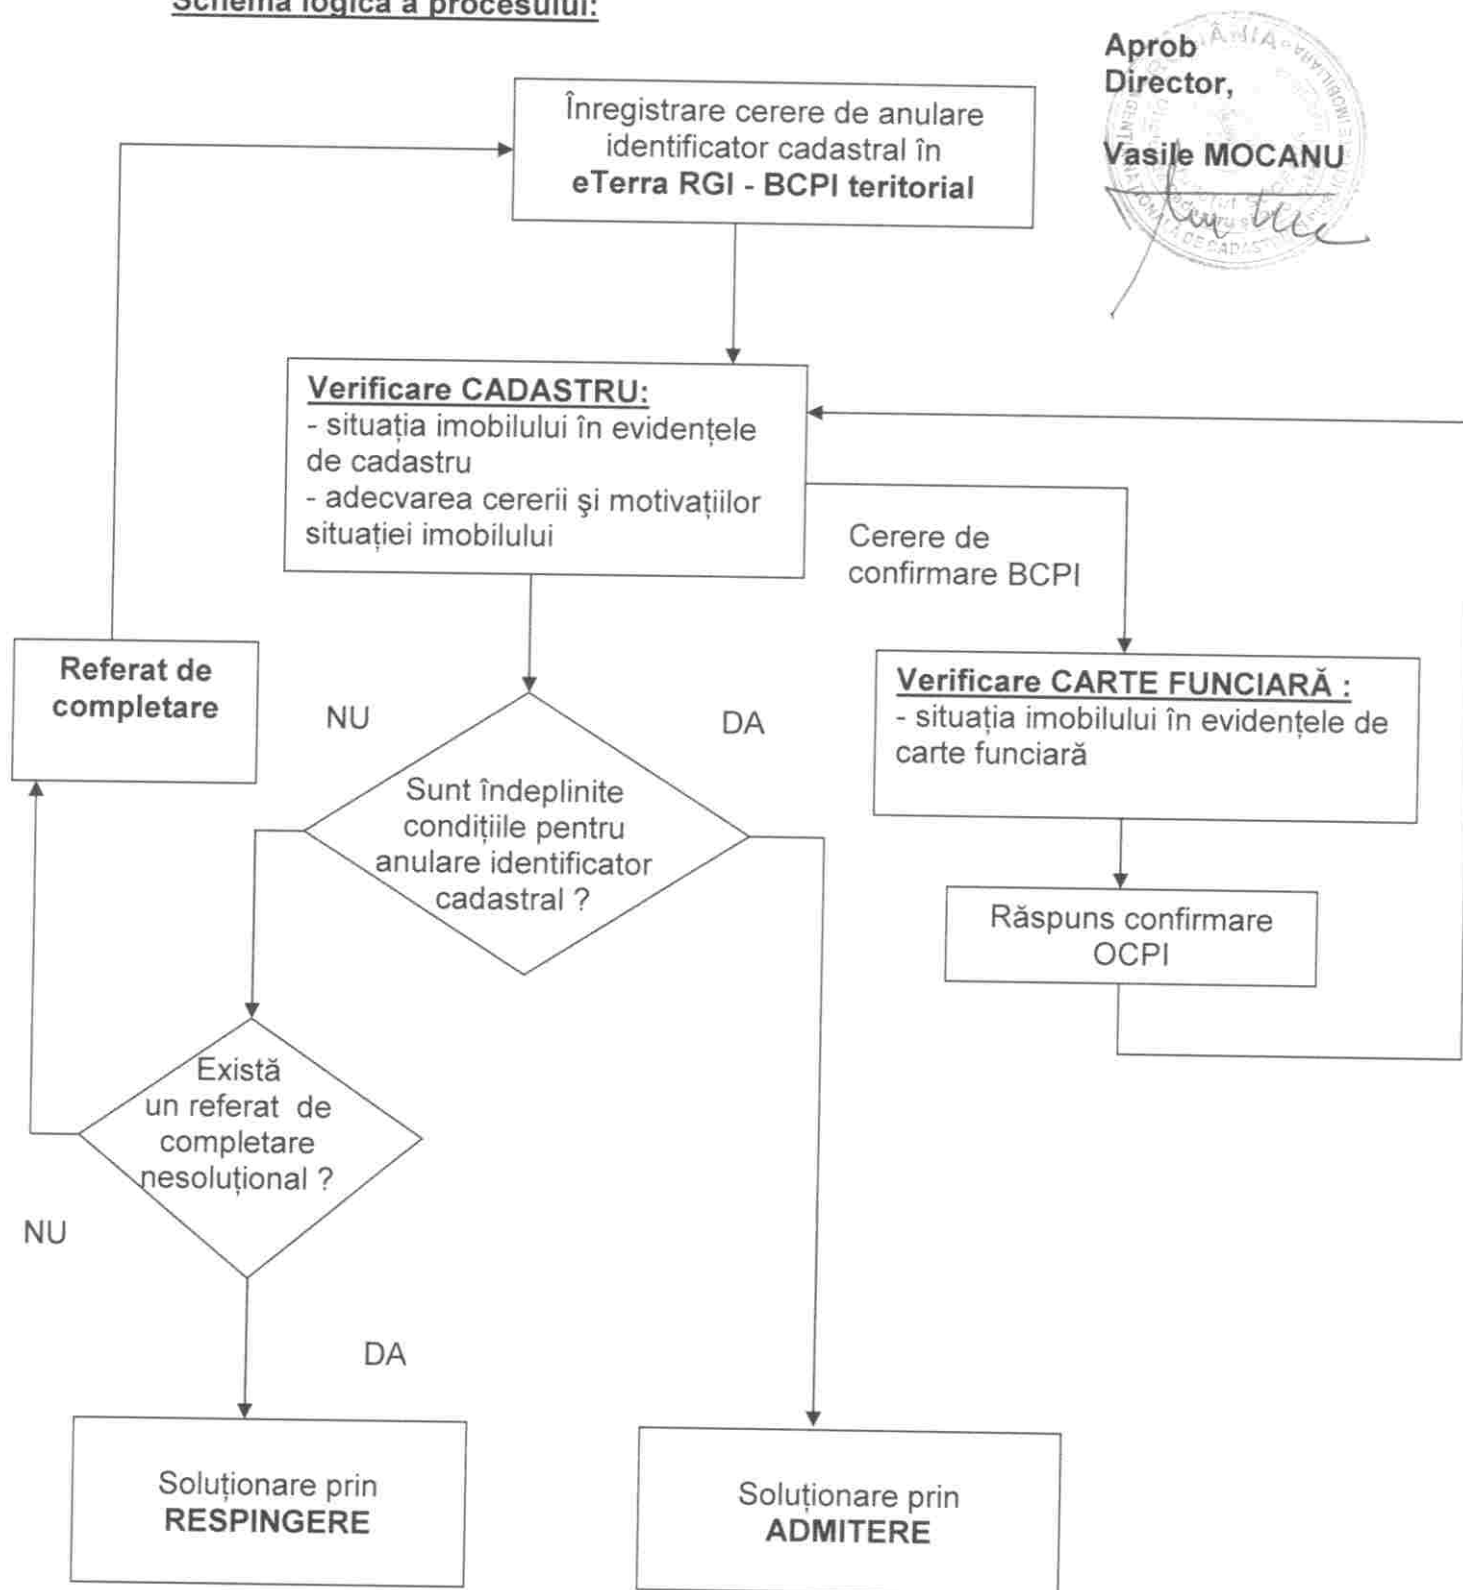 Schema logică a procesului:
Aprob
Director,
Vasile MOCANU
Înregistrare cerere de anulare
identificator cadastral în
eTerra RGI - BCPI teritorial
Verificare CADASTRU:
- situația imobilului în evidențele
de cadastru
- adecvarea cererii şi motivațiilor
situației imobilului
Cerere de
confirmare BCPI
Referat de
completare
Verificare CARTE FUNCIARĂ :
- situația imobilului în evidențele de
carte funciară
NU
DA
Sunt îndeplinite
condițiile pentru
anulare identificator
cadastral ?
Răspuns confirmare
OCPI
Există
un referat de
completare
nesoluțional ?
NU
DA
Soluționare prin
RESPINGERE
Soluționare prin
ADMITERE